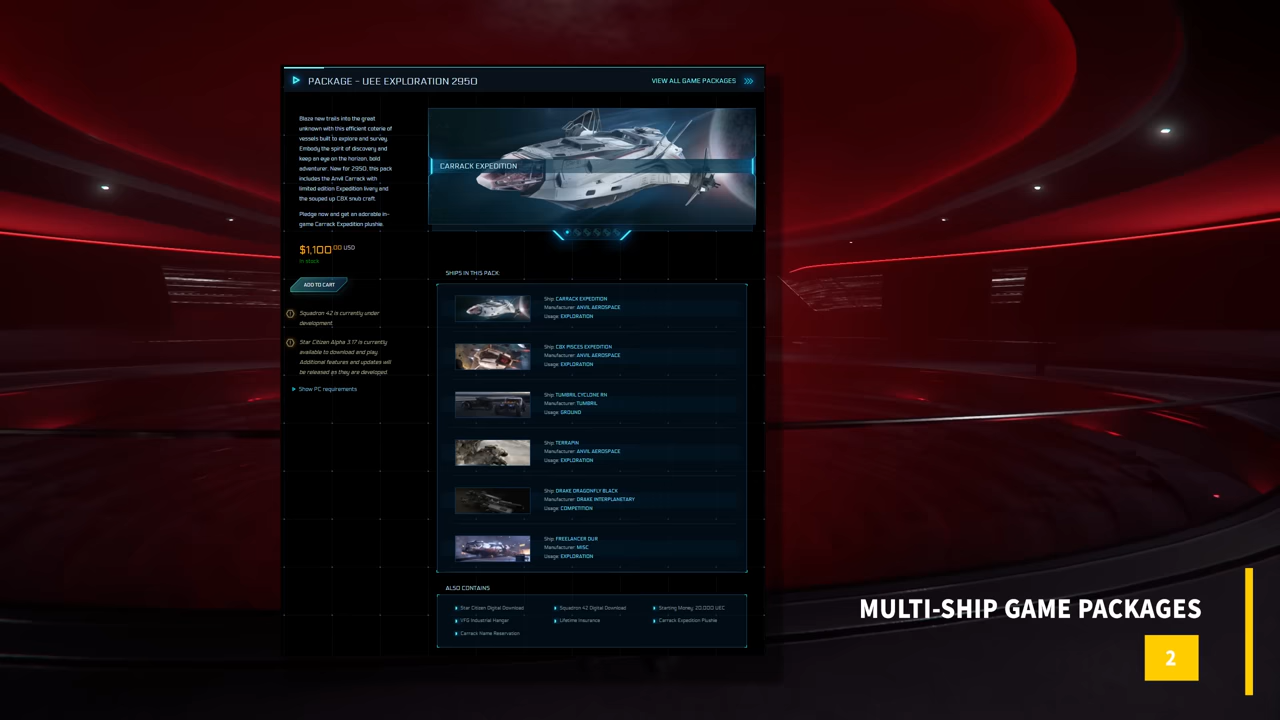 PACKAGE - UEE EXPLORATION 2950
VIEW ALL GAME PACKAGES
Blaze new trails into the great
unknown with this efficient coterie of
vessels built to explore and survey.
Embody the spirit of discovery and
keep an eye on the horizon, bold
adventurer. New for 2950, this pack
includes the Anvil Carrack with
limited edition Expedition livery and
the souped up C8X snub craft.
Pledge now and get an adorable in-
game Carrack Expedition plushie.
$1,100.00 USD
In stock
ADD TO CART
Squadron 42 is currently under
development.
Star Citizen Alpha 3.17 is currently
available to download and play.
Additional features and updates will
be released as they are developed.
Show PC requirements
CARRACK EXPEDITION
SHIPS IN THIS PACK:
Ship: CARRACK EXPEDITION
Manufacturer: ANVIL AEROSPACE
Usage: EXPLORATION
Ship: C8X PISCES EXPEDITION
Manufacturer: ANVIL AEROSPACE
Usage: EXPLORATION
Ship: TUMBRIL CYCLONE RN
Manufacturer: TUMBRIL
Usage: GROUND
Ship: TERRAPIN
Manufacturer: ANVIL AEROSPACE
Usage: EXPLORATION
Ship: DRAKE DRAGONFLY BLACK
Manufacturer: DRAKE INTERPLANETARY
Usage: COMPETITION
Ship: FREELANCER DUR
Manufacturer: MISC
Usage: EXPLORATION
ALSO CONTAINS
Star Citizen Digital Download
Squadron 42 Digital Download
Starting Money: 20,000 UEC
VFG Industrial Hangar
Lifetime Insurance
Carrack Expedition Plushie
Carrack Name Reservation
MULTI-SHIP GAME PACKAGES
2